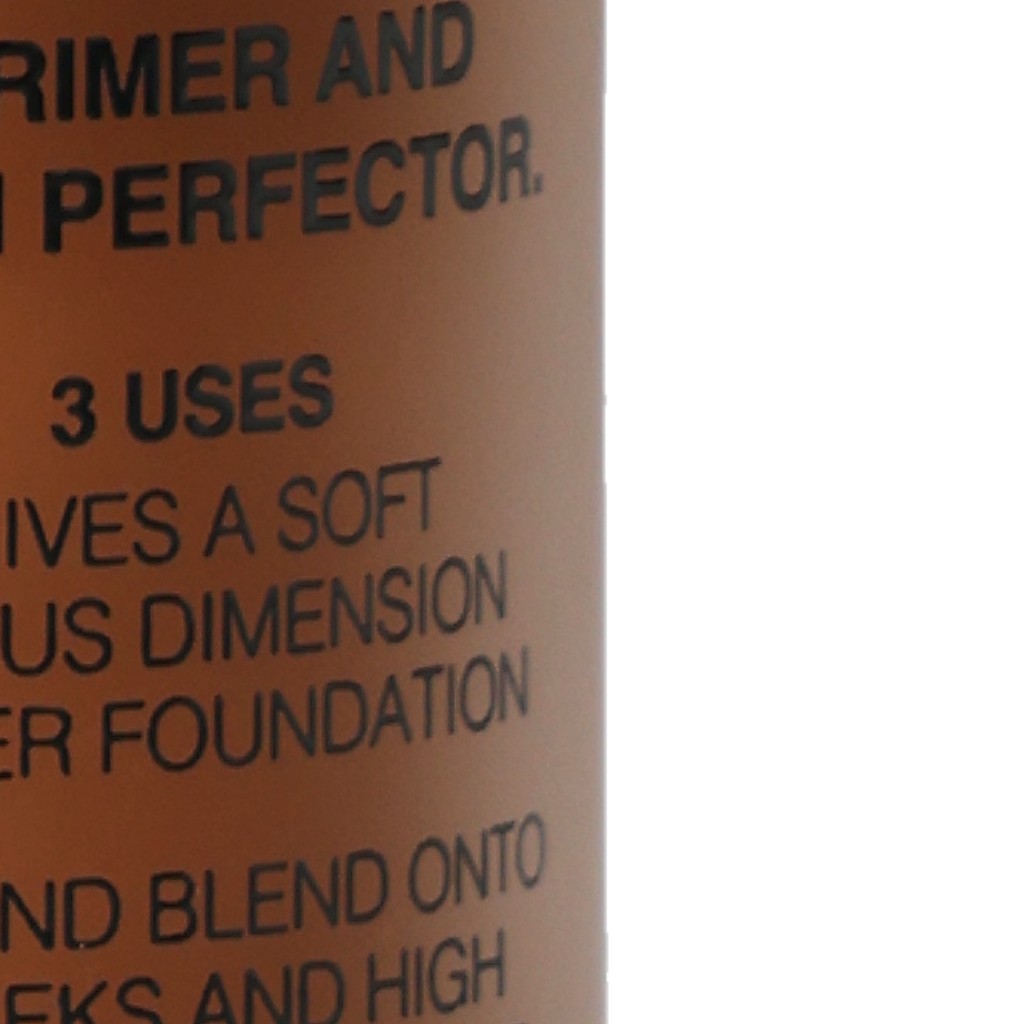 RIMER AND
PERFECTOR.
3 USES
IVES A SOFT
US DIMENSION
ER FOUNDATION
ND BLEND ONTO
EKS AND HIGH